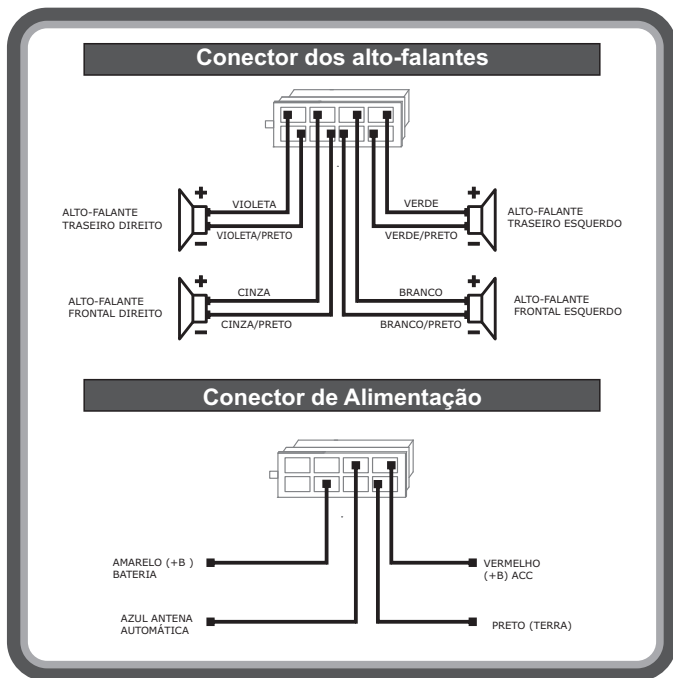 Conector dos alto-falantes
ALTO-FALANTE
TRASEIRO DIREITO
+
VIOLETA
VIOLETA/PRETO
−
VERDE
VERDE/PRETO
+
−
ALTO-FALANTE
TRASEIRO ESQUERDO
ALTO-FALANTE
FRONTAL DIREITO
+
CINZA
CINZA/PRETO
−
BRANCO
BRANCO/PRETO
+
−
ALTO-FALANTE
FRONTAL ESQUERDO
Conector de Alimentação
AMARELO (+B )
BATERIA
VERMELHO
(+B) ACC
AZUL ANTENA
AUTOMÁTICA
PRETO (TERRA)